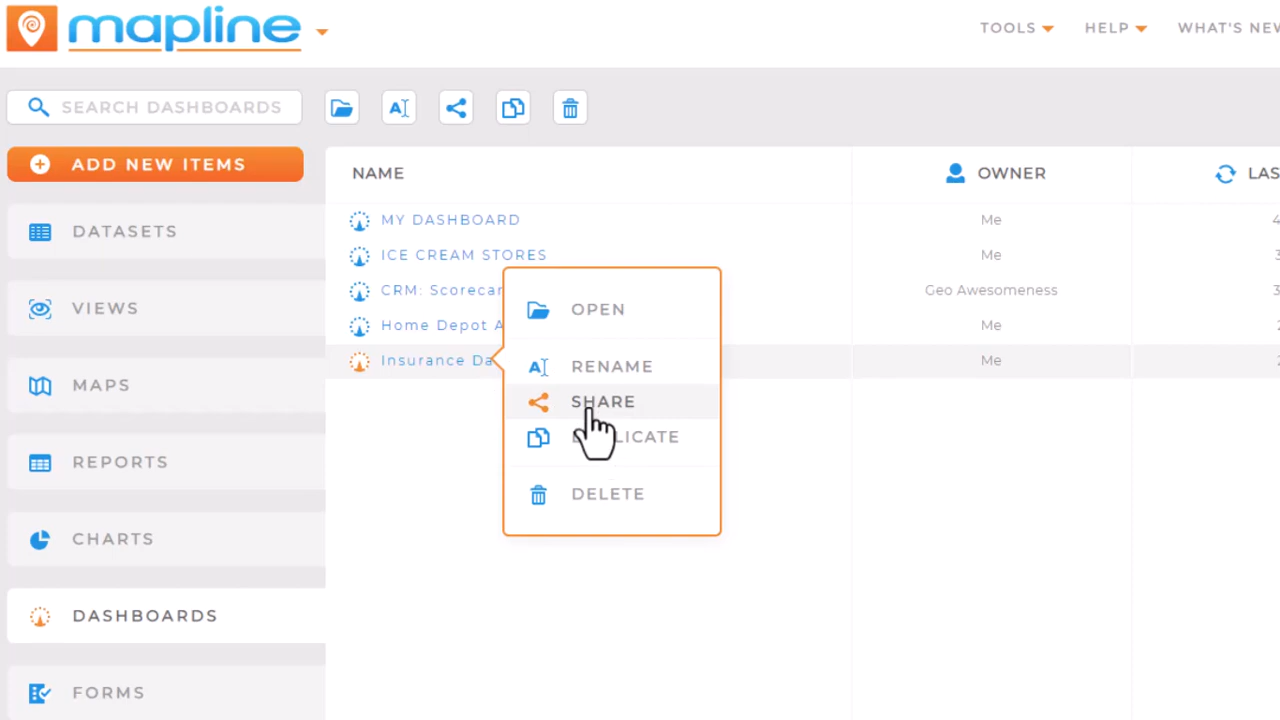 mapline
TOOLS
HELP
WHAT'S NEW
SEARCH DASHBOARDS
ADD NEW ITEMS
DATASETS
VIEWS
MAPS
REPORTS
CHARTS
DASHBOARDS
FORMS
NAME
OWNER
MY DASHBOARD
Me
ICE CREAM STORES
Me
CRM:
Geo Awesomeness
Home Depot
Me
Insurance
Me
OPEN
RENAME
SHARE
DELETE